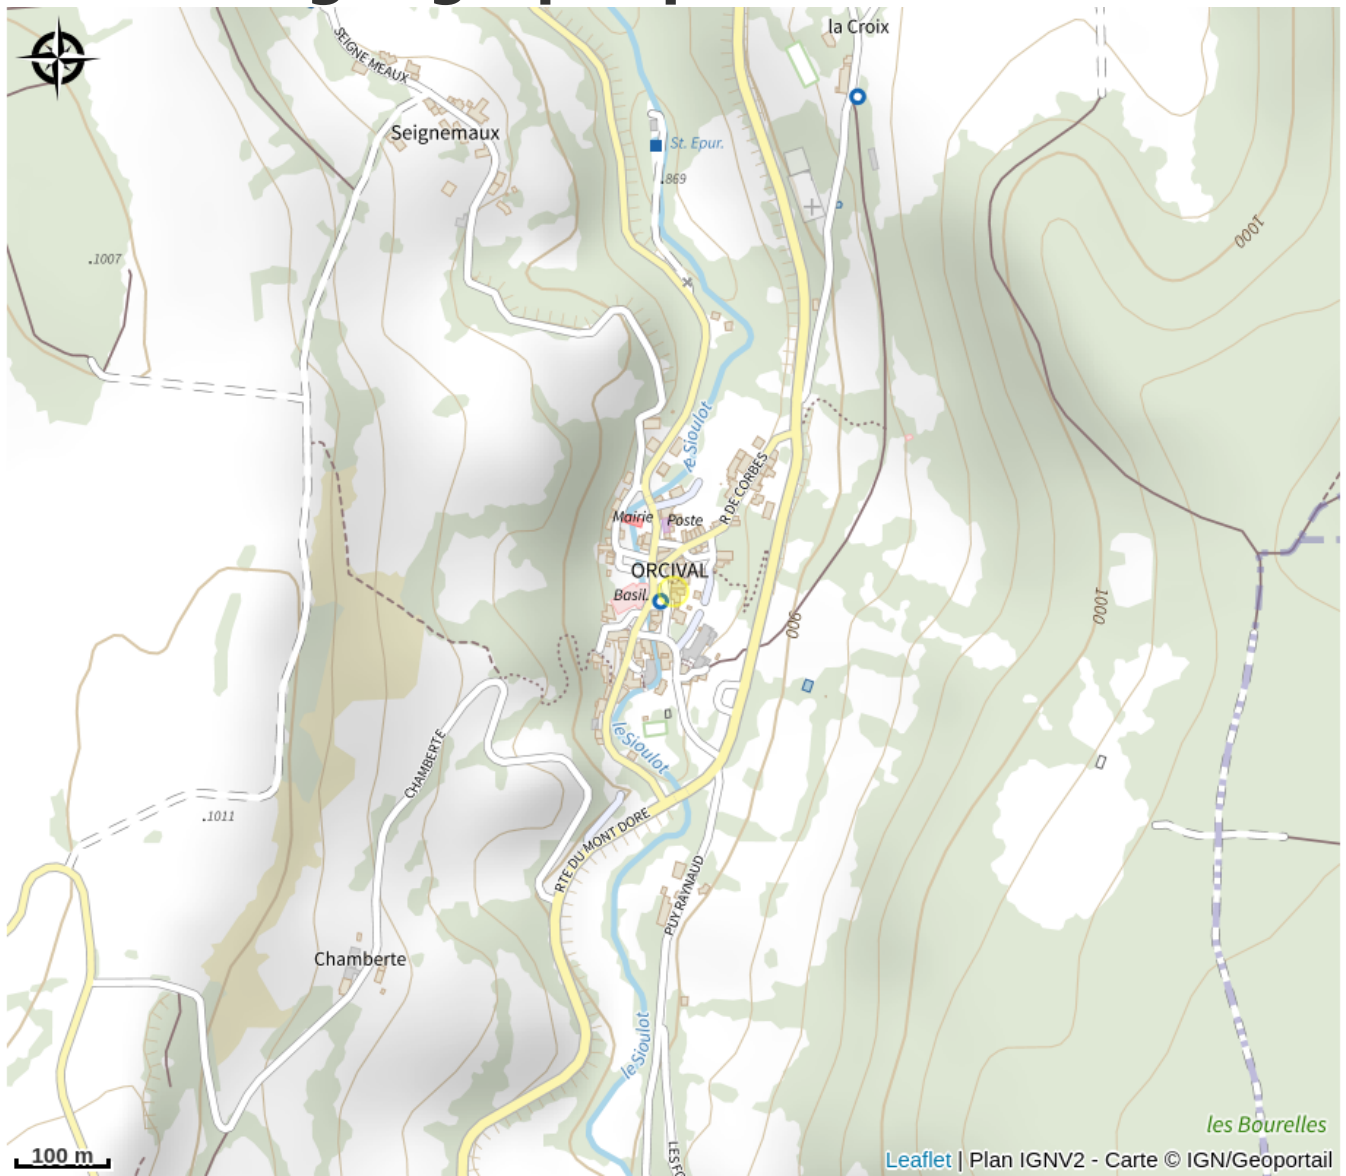 la Croix
SEIGNE MEAUX
Seignemaux
St. Epur.
.869
1000
.1007
le Sioulot
R DE CORBES
Mairie
Poste
ORCIVAL
Basil.
900
1000
le Sioulot
CHAMBERTE
.1011
RTE DU MONT DORE
PUY RAYNAUD
Chamberte
le Sioulot
les Bourelles
100 m
Leaflet | Plan IGNV2 - Carte © IGN/Geoportail